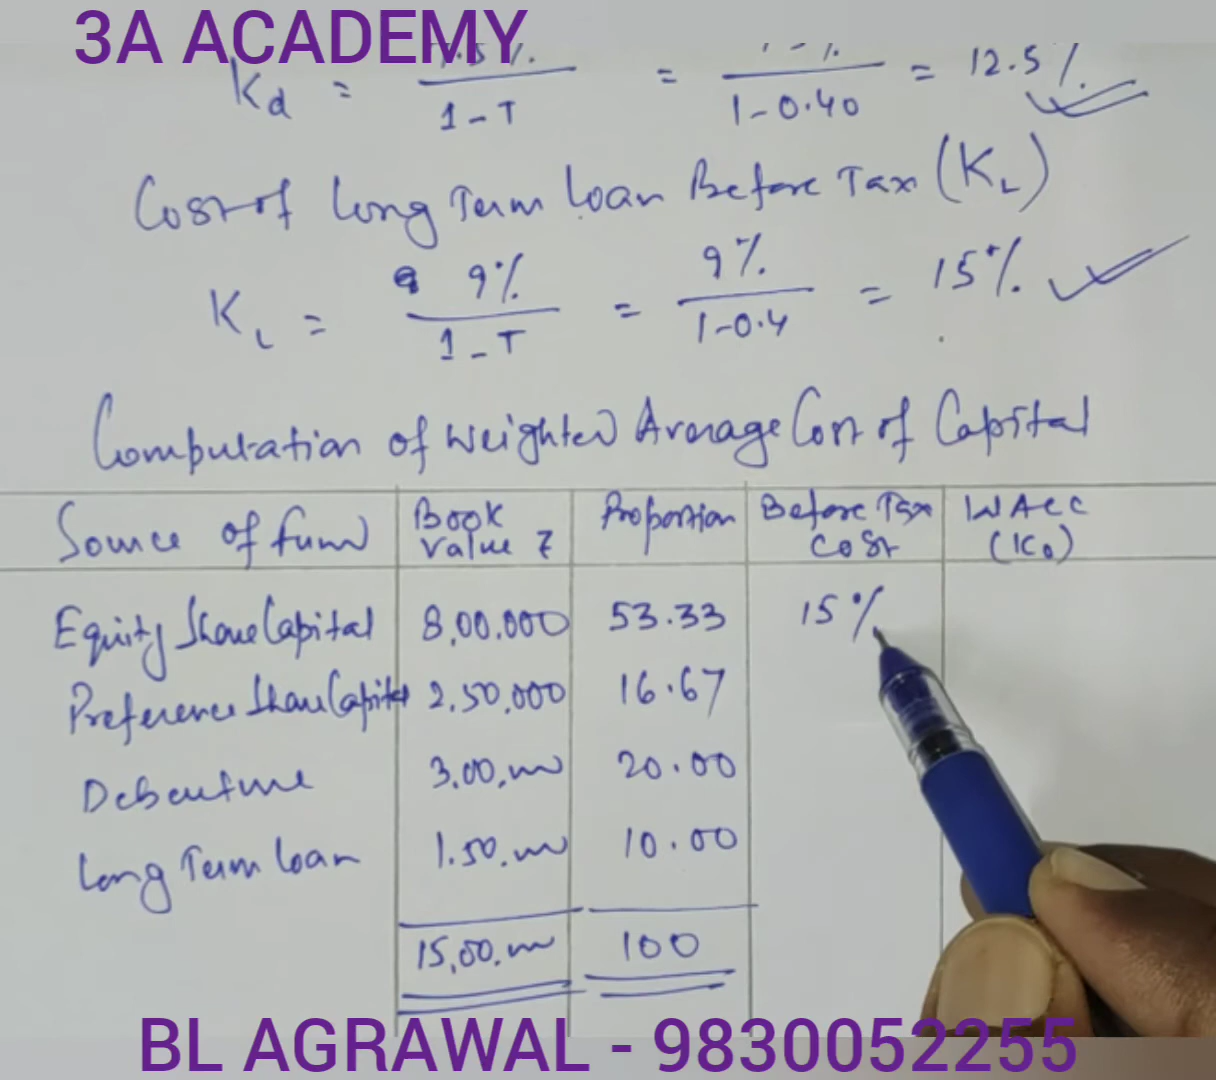 3A ACADEMY
Kd = 7.5% / 1-T = / 1-0.40 = 12.5%
Cost of Long Term Loan Before Tax (KL)
KL = 9% / 1-T = 9% / 1-0.4 = 15%
Computation of Weighted Average Cost of Capital
Source of Fund Book Value ₹ Proportion Before Tax Cost WACC (K0)
Equity Share Capital 8,00,000 53.33 15%
Preference Share Capital 2,50,000 16.67
Debenture 3,00,000 20.00
Long Term Loan 1,50,000 10.00
15,00,000 100
BL AGRAWAL - 9830052255